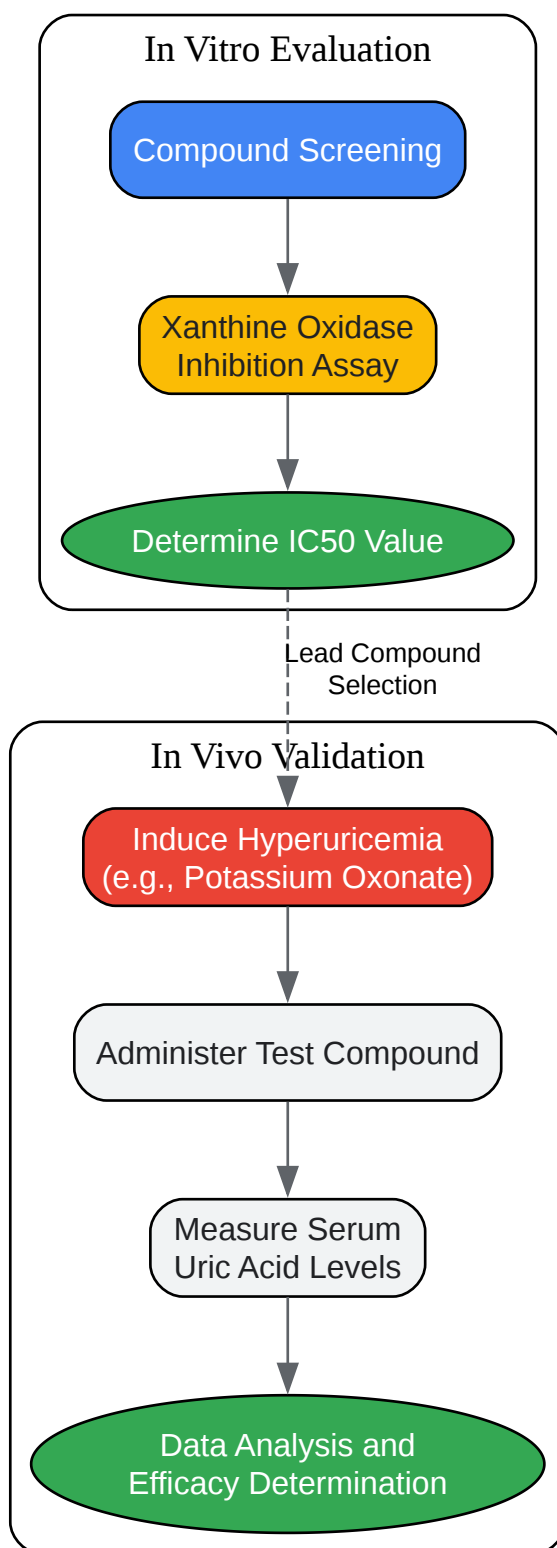 In Vitro Evaluation
Compound Screening
Xanthine Oxidase
Inhibition Assay
Determine IC50 Value
Lead Compound
Selection
In Vivo Validation
Induce Hyperuricemia
(e.g., Potassium Oxonate)
Administer Test Compound
Measure Serum
Uric Acid Levels
Data Analysis and
Efficacy Determination